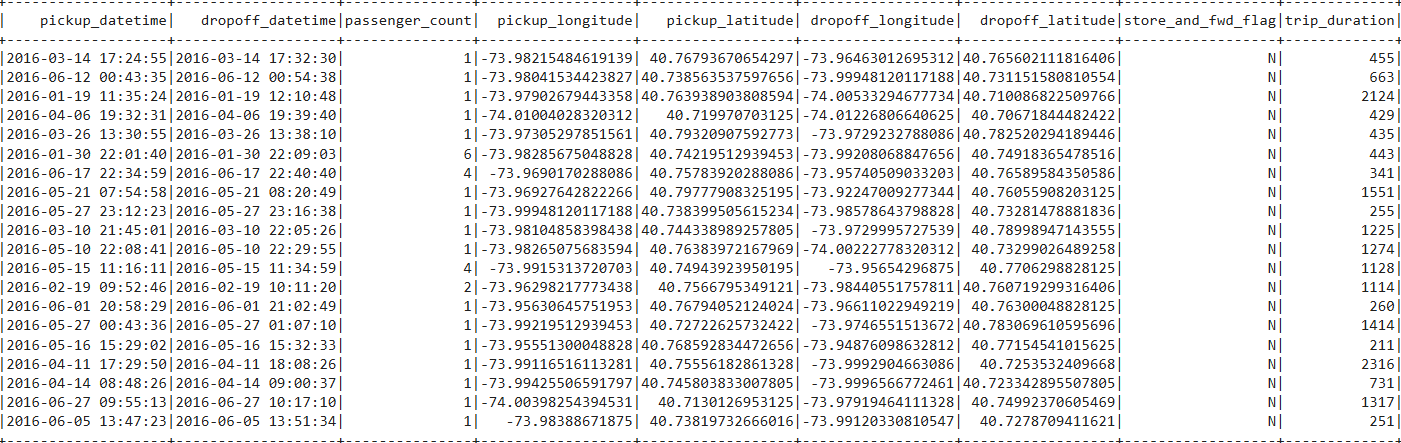 +-------------------+-------------------+---------------+------------------+------------------+------------------+------------------+------------------+-------------+
|    pickup_datetime|   dropoff_datetime|passenger_count|  pickup_longitude|   pickup_latitude| dropoff_longitude|  dropoff_latitude|store_and_fwd_flag|trip_duration|
+-------------------+-------------------+---------------+------------------+------------------+------------------+------------------+------------------+-------------+
|2016-03-14 17:24:55|2016-03-14 17:32:30|              1|-73.98215484619139| 40.76793670654297|-73.96463012695312|40.765602111816406|                 N|          455|
|2016-06-12 00:43:35|2016-06-12 00:54:38|              1|-73.98041534423827|40.738563537597656|-73.99948120117188|40.731151580810554|                 N|          663|
|2016-01-19 11:35:24|2016-01-19 12:10:48|              1|-73.97902679443358|40.763938903808594|-74.00533294677734|40.710086822509766|                 N|         2124|
|2016-04-06 19:32:31|2016-04-06 19:39:40|              1|-74.01004028320312|   40.719970703125|-74.01226806640625| 40.70671844482422|                 N|          429|
|2016-03-26 13:30:55|2016-03-26 13:38:10|              1|-73.97305297851561| 40.79320907592773| -73.9729232788086|40.782520294189446|                 N|          435|
|2016-01-30 22:01:40|2016-01-30 22:09:03|              6|-73.98285675048828| 40.74219512939453|-73.99208068847656| 40.74918365478516|                 N|          443|
|2016-06-17 22:34:59|2016-06-17 22:40:40|              4| -73.9690170288086| 40.75783920288086|-73.95740509033203| 40.76589584350586|                 N|          341|
|2016-05-21 07:54:58|2016-05-21 08:20:49|              1|-73.96927642822266| 40.79777908325195|-73.92247009277344| 40.76055908203125|                 N|         1551|
|2016-05-27 23:12:23|2016-05-27 23:16:38|              1|-73.99948120117188|40.738399505615234|-73.98578643798828| 40.73281478881836|                 N|          255|
|2016-03-10 21:45:01|2016-03-10 22:05:26|              1|-73.98104858398438|40.744338989257805| -73.9729995727539| 40.78998947143555|                 N|         1225|
|2016-05-10 22:08:41|2016-05-10 22:29:55|              1|-73.98265075683594| 40.76383972167969|-74.00222778320312| 40.73299026489258|                 N|         1274|
|2016-05-15 11:16:11|2016-05-15 11:34:59|              4| -73.9915313720703| 40.74943923950195|   -73.95654296875|  40.7706298828125|                 N|         1128|
|2016-02-19 09:52:46|2016-02-19 10:11:20|              2|-73.96298217773438|  40.7566795349121|-73.98440551757811|40.760719299316406|                 N|         1114|
|2016-06-01 20:58:29|2016-06-01 21:02:49|              1|-73.95630645751953| 40.76794052124024|-73.96611022949219| 40.76300048828125|                 N|          260|
|2016-05-27 00:43:36|2016-05-27 01:07:10|              1|-73.99219512939453| 40.72722625732422| -73.9746551513672|40.783069610595696|                 N|         1414|
|2016-05-16 15:29:02|2016-05-16 15:32:33|              1|-73.95551300048828|40.768592834472656|-73.94876098632812| 40.77154541015625|                 N|          211|
|2016-04-11 17:29:50|2016-04-11 18:08:26|              1|-73.99116516113281| 40.75556182861328| -73.9992904663086|  40.7253532409668|                 N|         2316|
|2016-04-14 08:48:26|2016-04-14 09:00:37|              1|-73.99425506591797|40.745803833007805| -73.9996566772461|40.723342895507805|                 N|          731|
|2016-06-27 09:55:13|2016-06-27 10:17:10|              1|-74.00398254394531|  40.7130126953125|-73.97919464111328| 40.74992370605469|                 N|         1317|
|2016-06-05 13:47:23|2016-06-05 13:51:34|              1|   -73.98388671875| 40.73819732666016|-73.99120330810547|  40.7278709411621|                 N|          251|
+-------------------+-------------------+---------------+------------------+------------------+------------------+------------------+------------------+-------------+